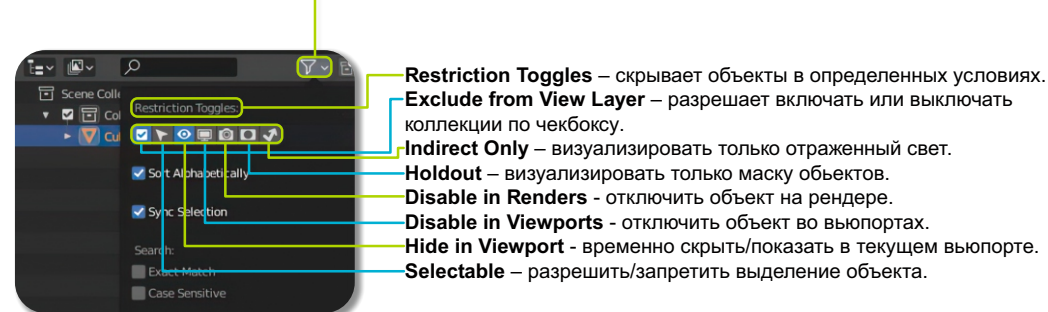 Scene Colle
Col
Cu
Restriction Toggles:
Sort Alphabetically
Sync Selection
Search:
Exact Match
Case Sensitive
Restriction Toggles – скрывает объекты в определенных условиях.
Exclude from View Layer – разрешает включать или выключать
коллекции по чекбоксу.
Indirect Only – визуализировать только отраженный свет.
Holdout – визуализировать только маску обьектов.
Disable in Renders - отключить объект на рендере.
Disable in Viewports - отключить объект во вьюпортах.
Hide in Viewport - временно скрыть/показать в текущем вьюпорте.
Selectable – разрешить/запретить выделение объекта.